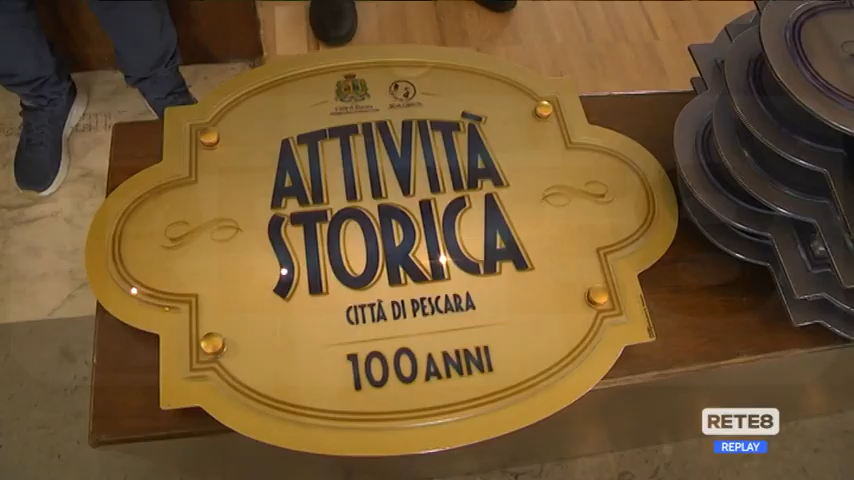 ATTIVITÀ
STORICA
CITTÀ DI PESCARA
100 ANNI
RETE8
REPLAY